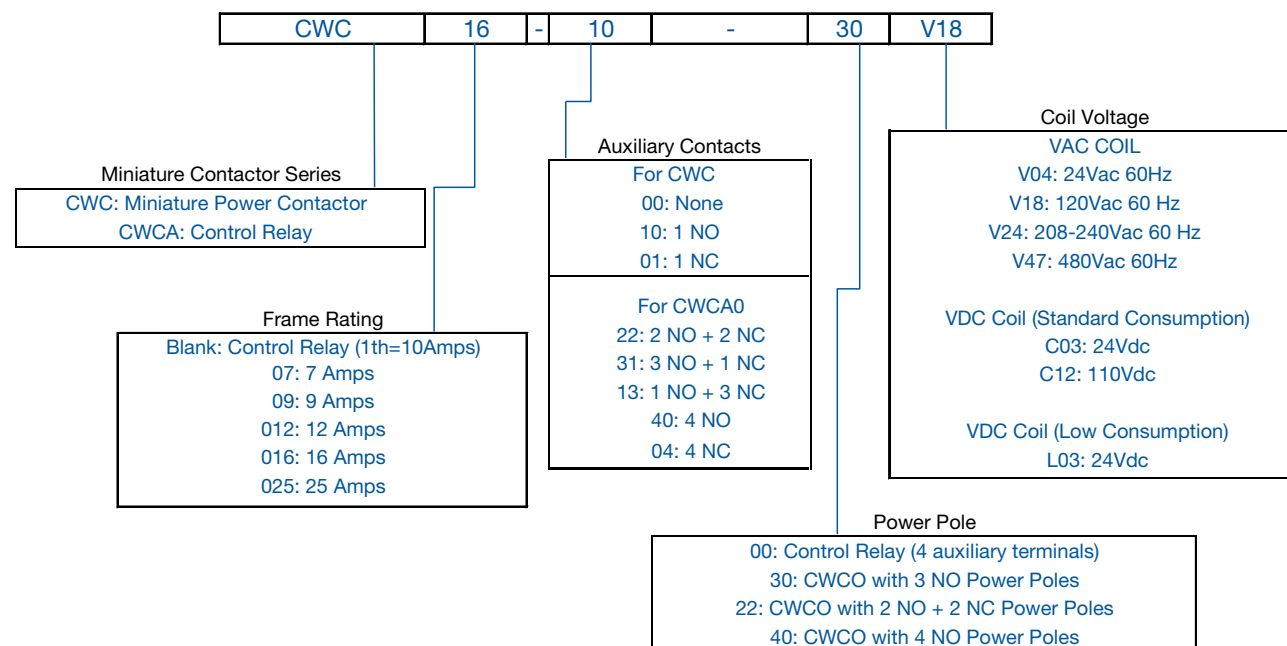 CWC 16 - 10 - 30 V18
Miniature Contactor Series
CWC: Miniature Power Contactor
CWCA: Control Relay
Frame Rating
Blank: Control Relay (1th=10Amps)
07: 7 Amps
09: 9 Amps
012: 12 Amps
016: 16 Amps
025: 25 Amps
Auxiliary Contacts
For CWC
00: None
10: 1 NO
01: 1 NC
For CWCA0
22: 2 NO + 2 NC
31: 3 NO + 1 NC
13: 1 NO + 3 NC
40: 4 NO
04: 4 NC
Coil Voltage
VAC COIL
V04: 24Vac 60Hz
V18: 120Vac 60 Hz
V24: 208-240Vac 60 Hz
V47: 480Vac 60Hz
VDC Coil (Standard Consumption)
C03: 24Vdc
C12: 110Vdc
VDC Coil (Low Consumption)
L03: 24Vdc
Power Pole
00: Control Relay (4 auxiliary terminals)
30: CWCO with 3 NO Power Poles
22: CWCO with 2 NO + 2 NC Power Poles
40: CWCO with 4 NO Power Poles